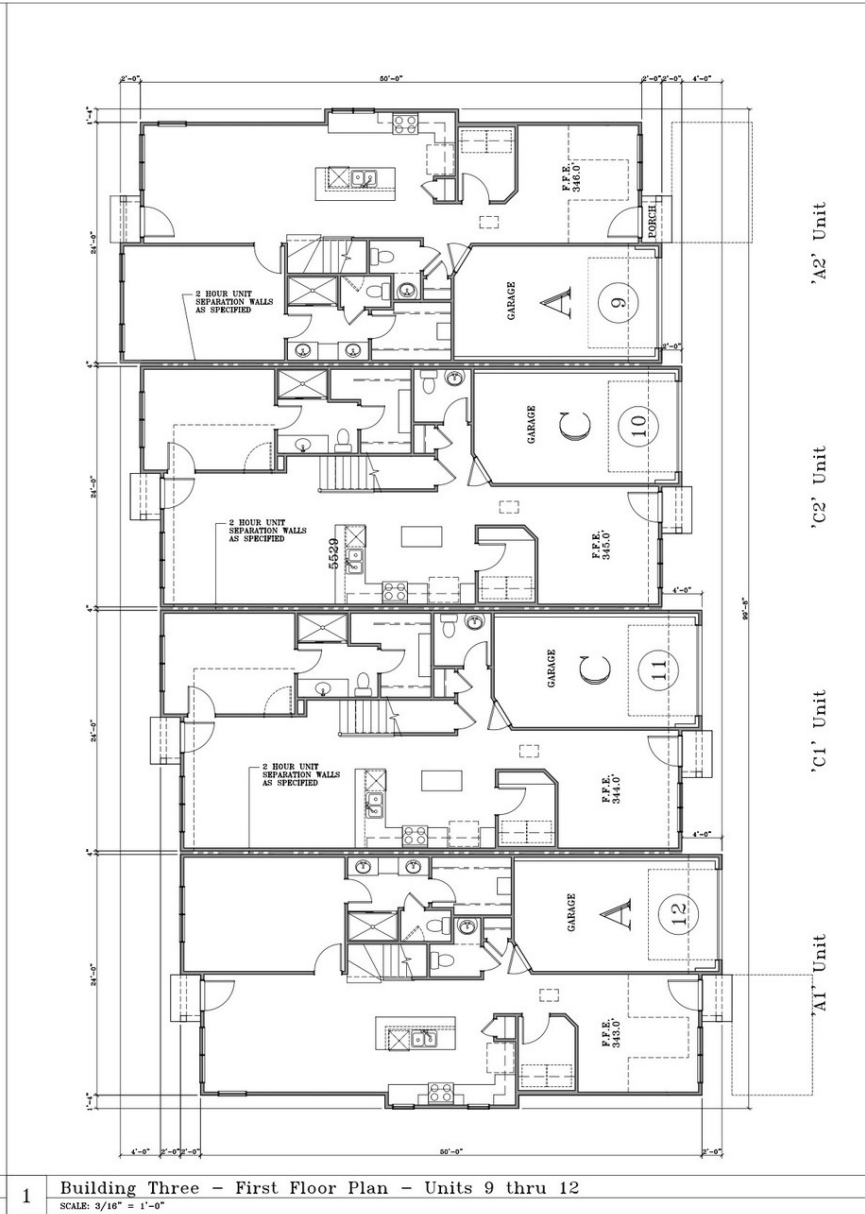 2'-0"
50'-0"
2'-0"
2'-0"
4'-0"
1'-4"
F.F.E.
346.0'
PORCH
'A2' Unit
24'-0"
2 HOUR UNIT
SEPARATION WALLS
AS SPECIFIED
GARAGE
A
9
2'-0"
4"
GARAGE
C
10
'C2' Unit
24'-0"
2 HOUR UNIT
SEPARATION WALLS
AS SPECIFIED
5529
F.F.E.
345.0'
4'-0"
99'-8"
4"
GARAGE
C
11
'C1' Unit
24'-0"
2 HOUR UNIT
SEPARATION WALLS
AS SPECIFIED
F.F.E.
344.0'
4'-0"
4"
GARAGE
A
12
'A1' Unit
24'-0"
F.F.E.
343.0'
1'-4"
4'-0"
2'-0"
2'-0"
50'-0"
2'-0"
1
Building Three - First Floor Plan - Units 9 thru 12
SCALE: 3/16" = 1'-0"